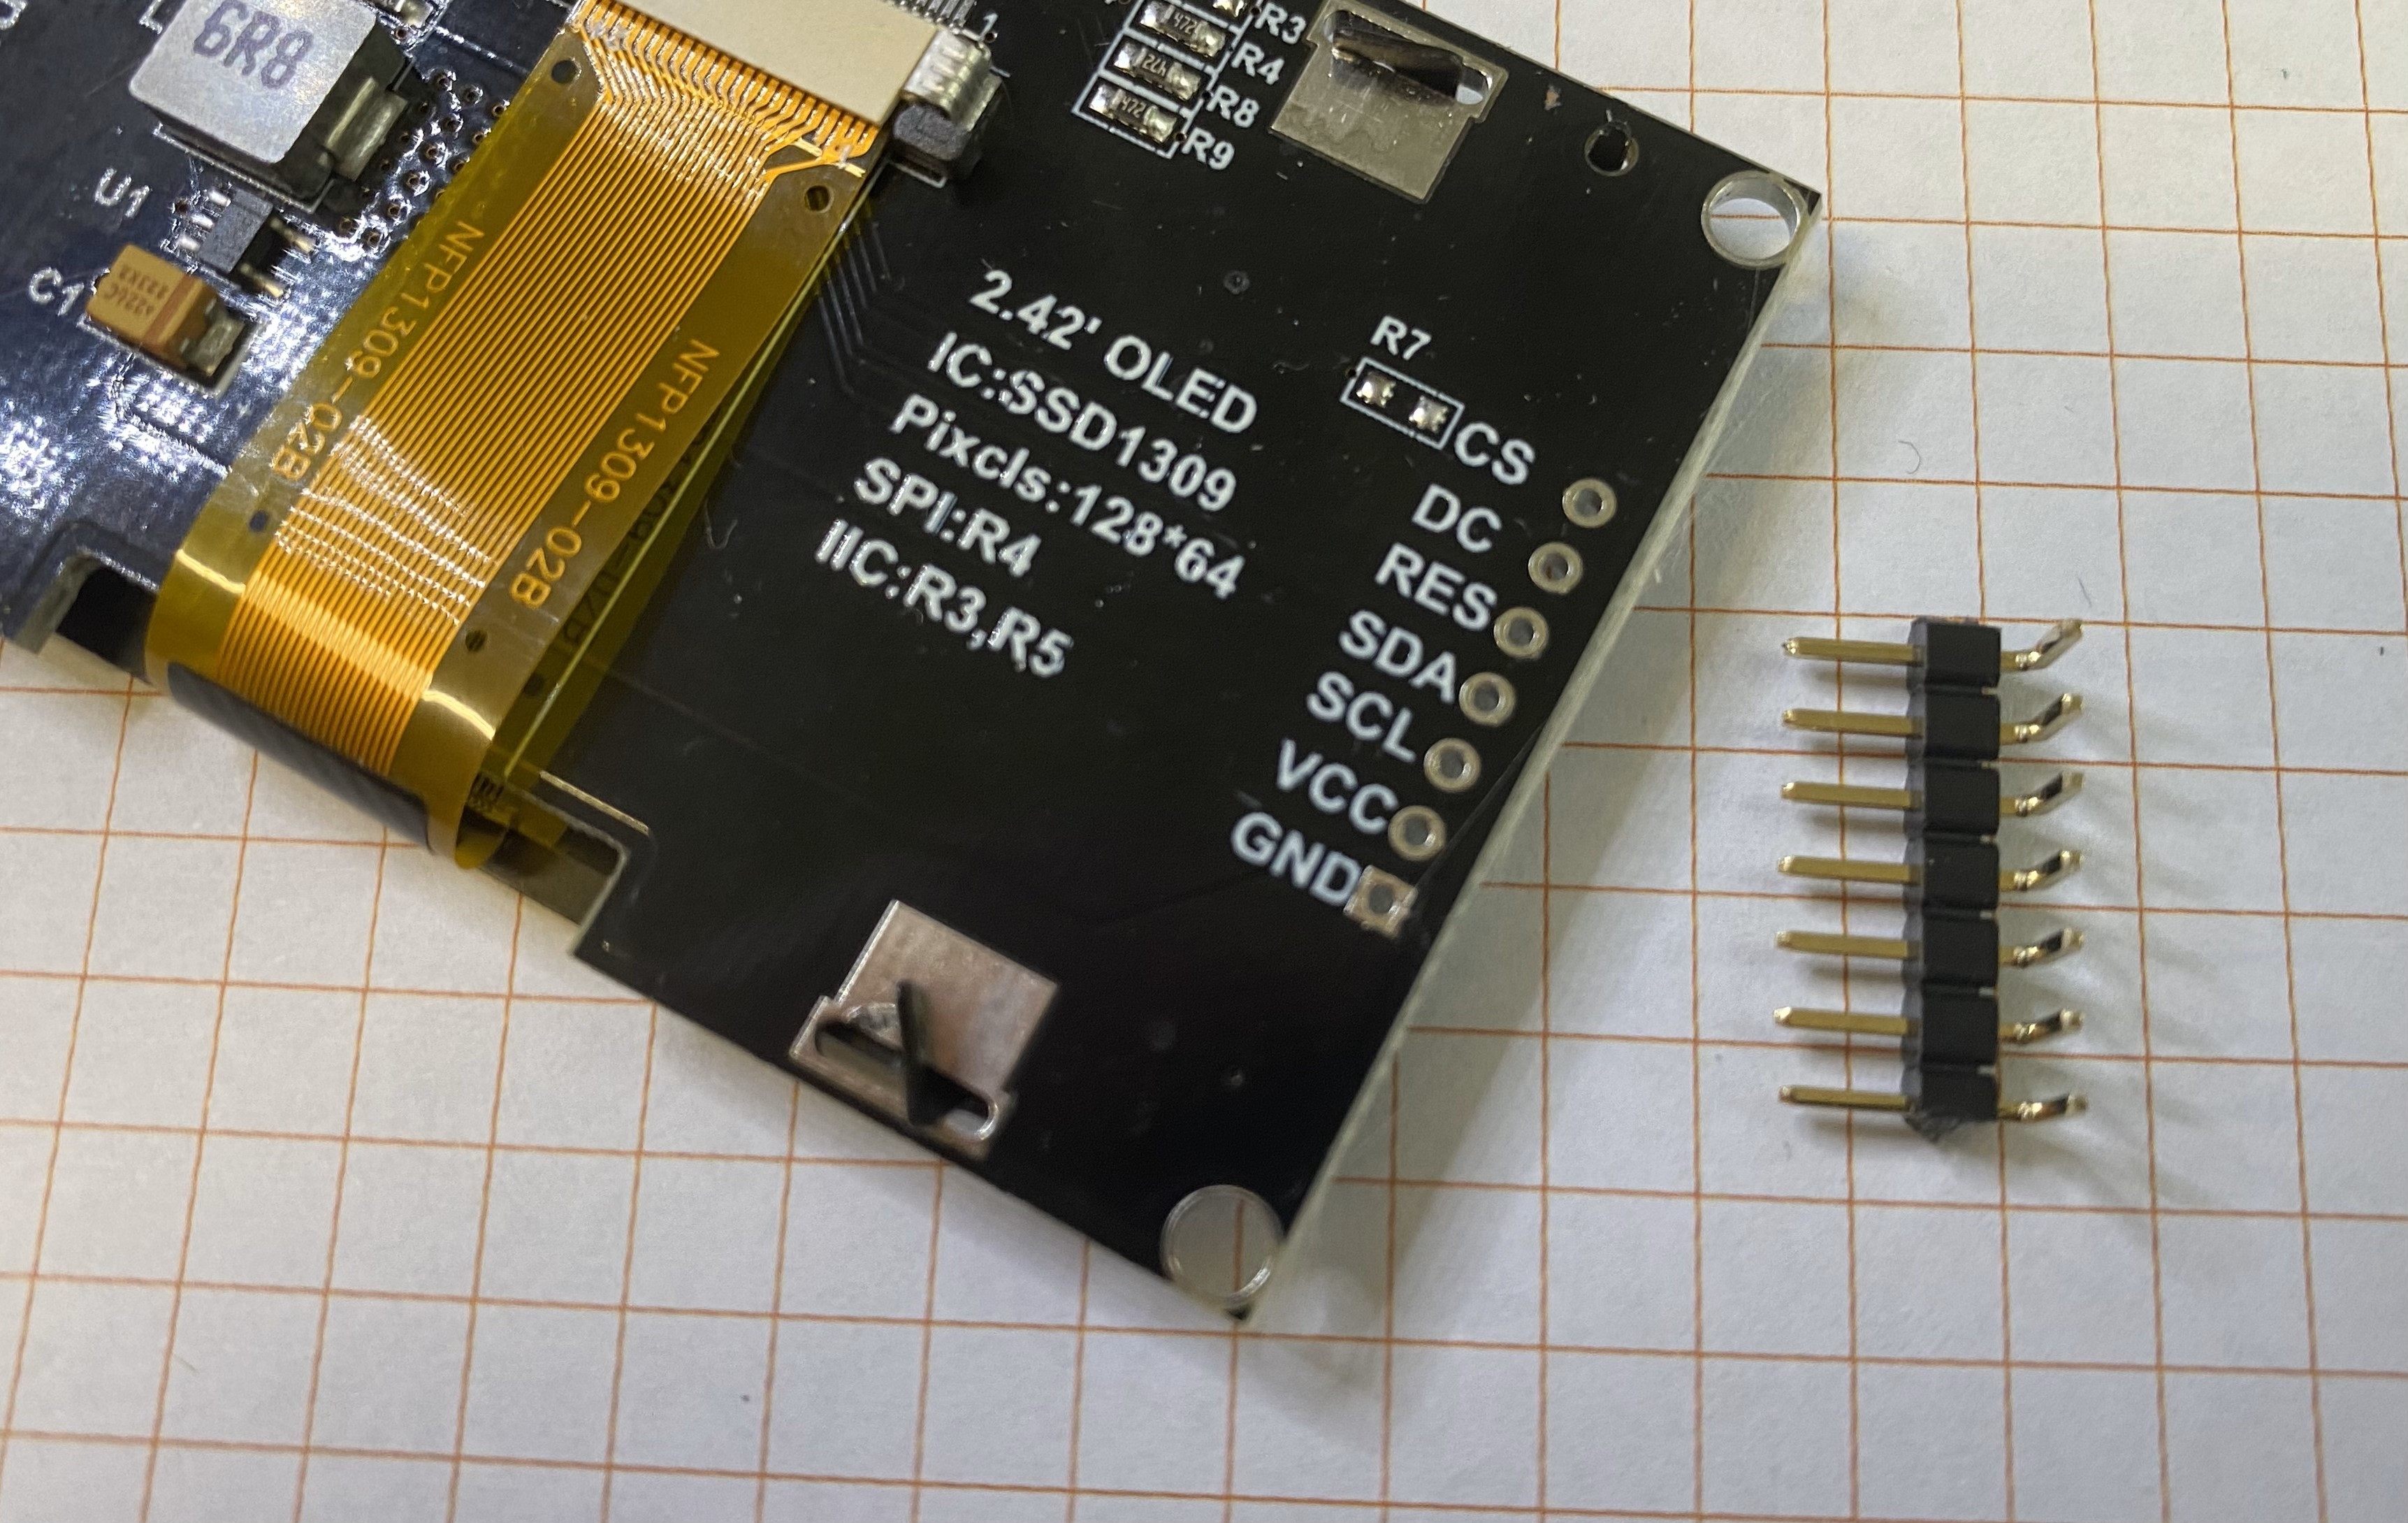 6R8
1
R3
R4
R8
R9
472
472
472
U1
C1
NFP1309-02B
NFP1309-02B
2.42' OLED
IC:SSD1309
Pixcls:128*64
SPI:R4
IIC:R3,R5
R7
CS
DC
RES
SDA
SCL
VCC
GND